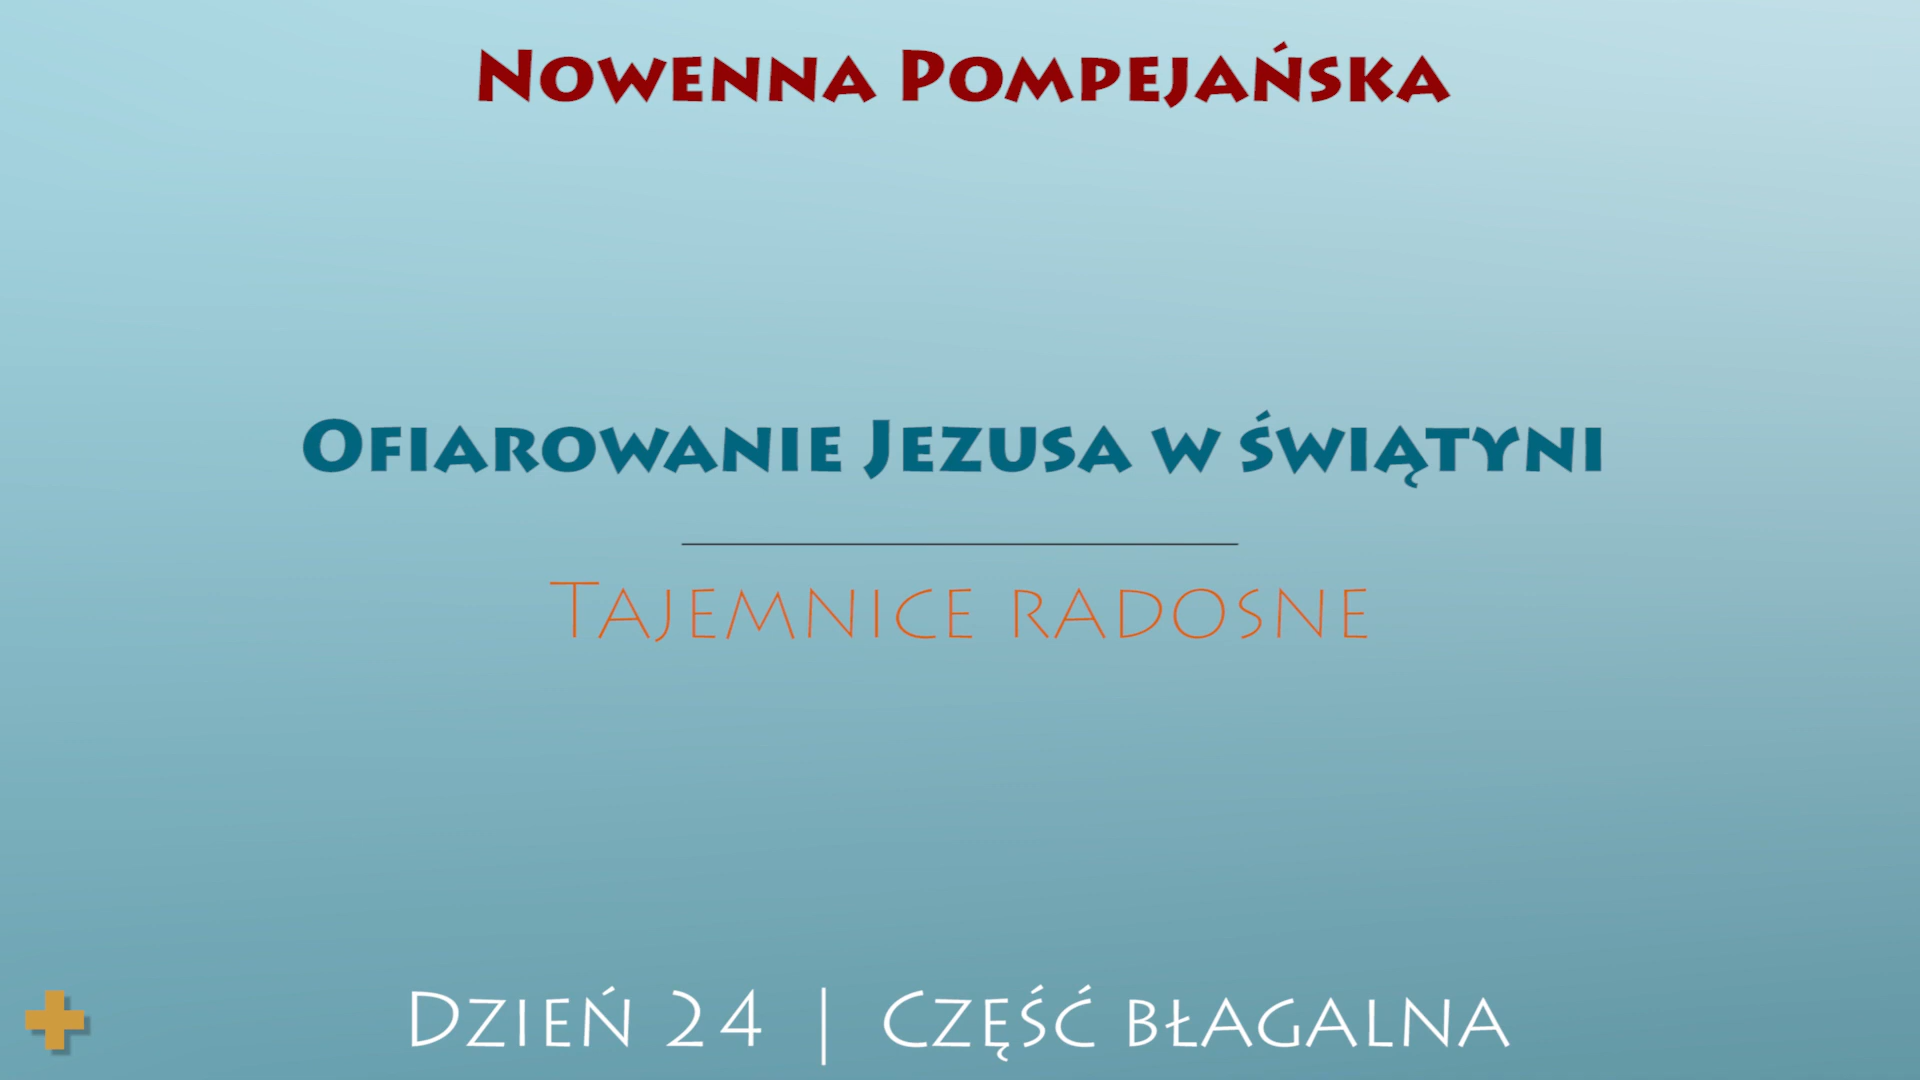 Nowenna Pompejańska
Ofiarowanie Jezusa w świątyni
Tajemnice radosne
Dzień 24 | Część błagalna